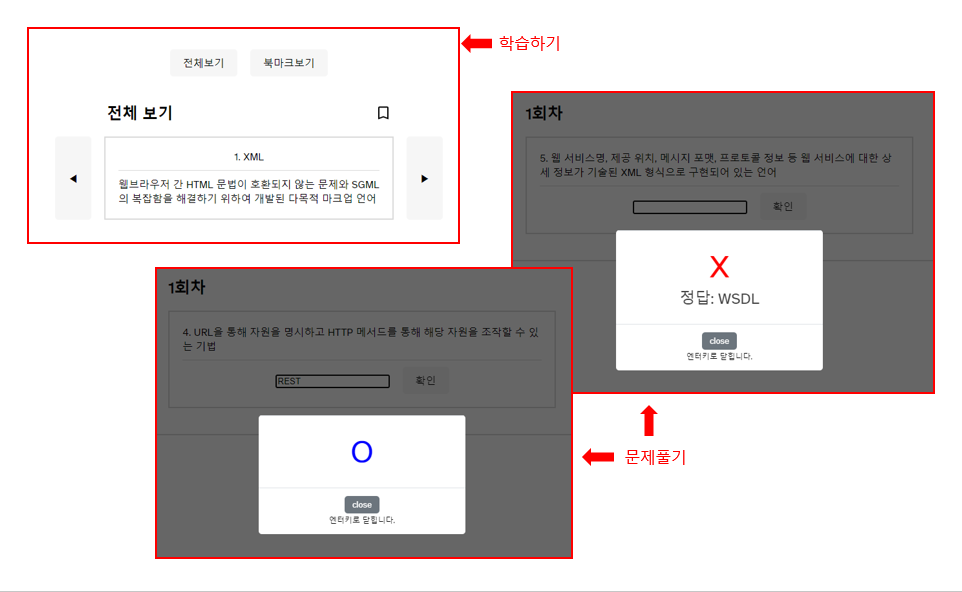 학습하기
전체보기 북마크보기
전체 보기
◀
1. XML
웹브라우저 간 HTML 문법이 호환되지 않는 문제와 SGML
의 복잡함을 해결하기 위하여 개발된 다목적 마크업 언어
▶
1회차
5. 웹 서비스명, 제공 위치, 메시지 포맷, 프로토콜 정보 등 웹 서비스에 대한 상
세 정보가 기술된 XML 형식으로 구현되어 있는 언어
확인
X
정답: WSDL
close
엔터키로 닫힙니다.
1회차
4. URL을 통해 자원을 명시하고 HTTP 메서드를 통해 해당 자원을 조작할 수 있
는 기법
REST 확인
O
close
엔터키로 닫힙니다.
문제풀기